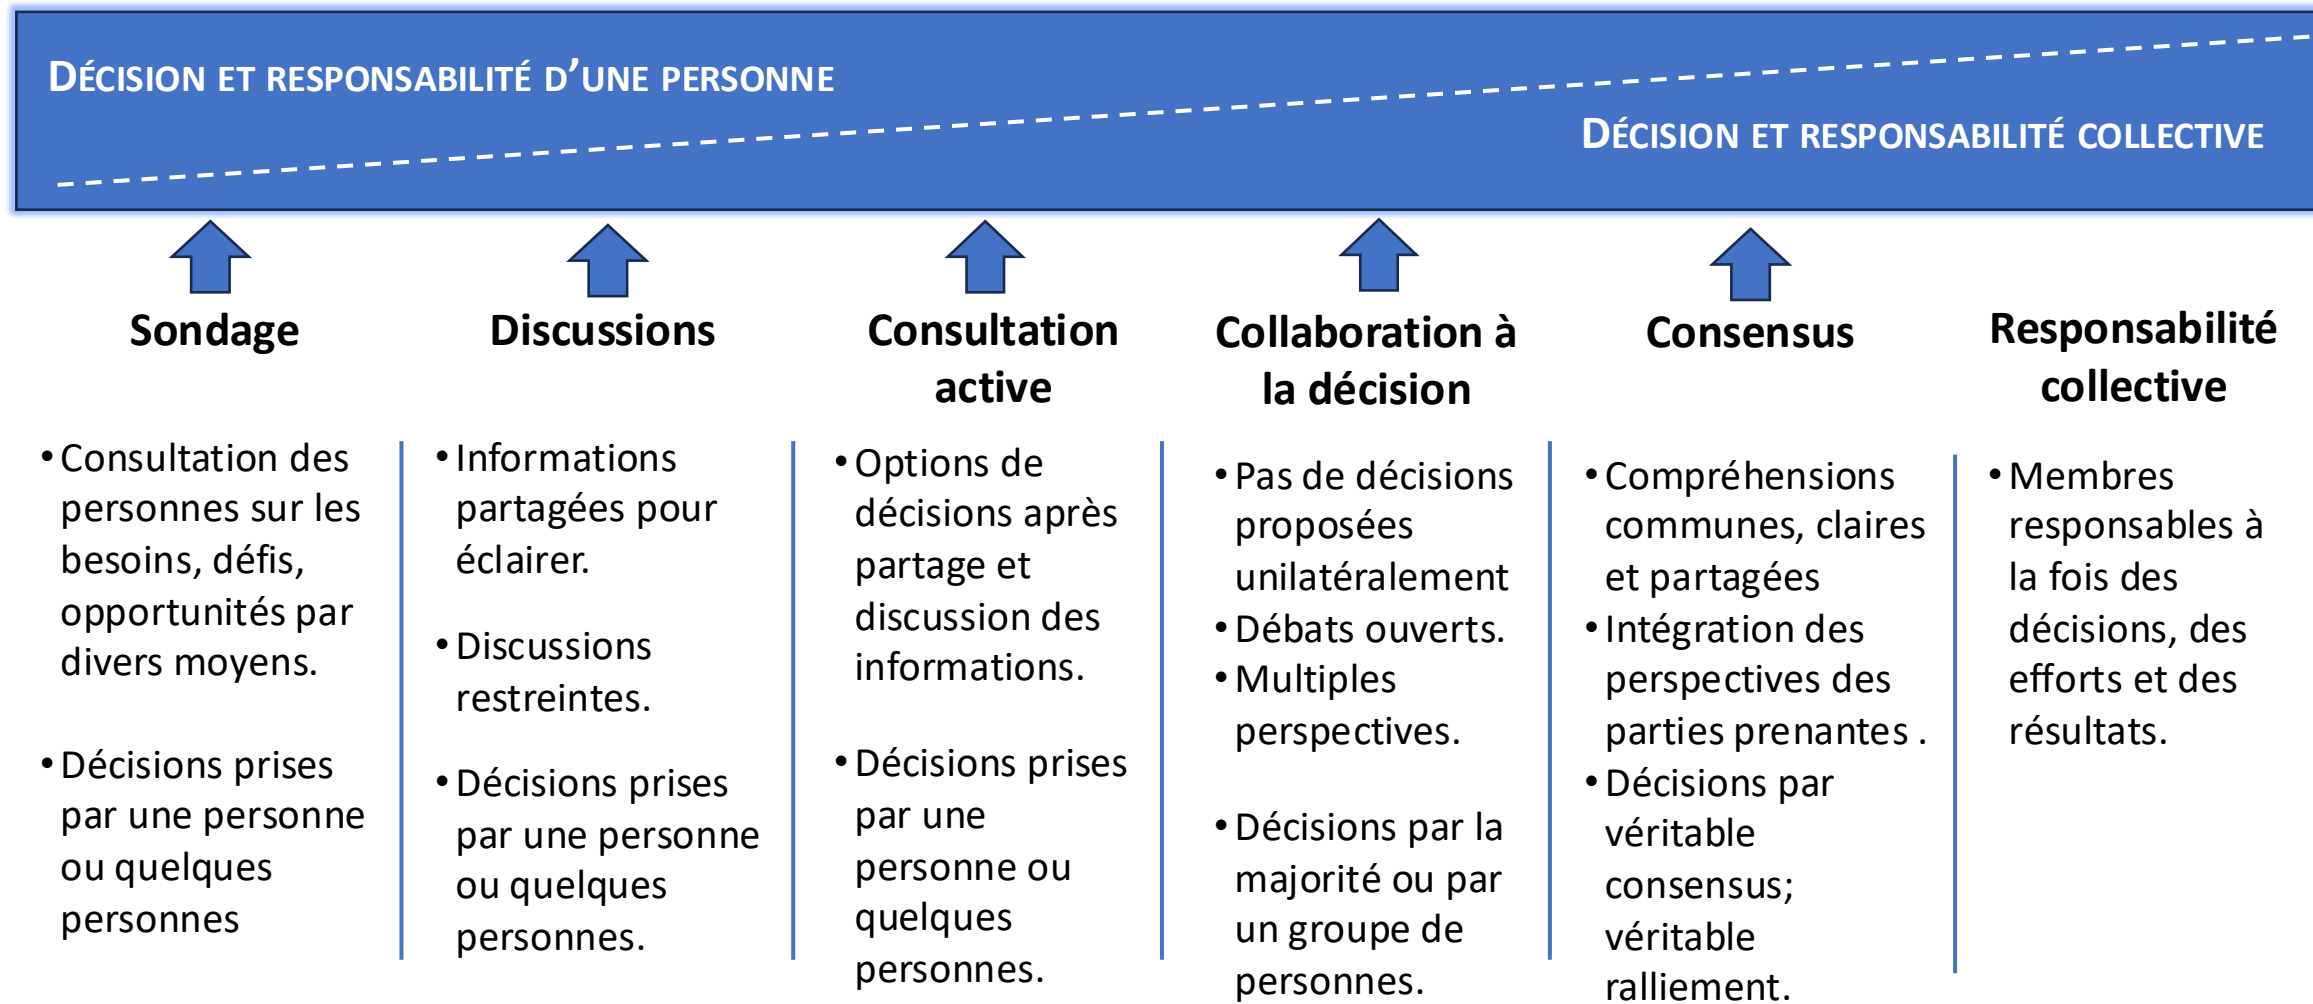 DÉCISION ET RESPONSABILITÉ D’UNE PERSONNE
DÉCISION ET RESPONSABILITÉ COLLECTIVE
Sondage
• Consultation des
personnes sur les
besoins, défis,
opportunités par
divers moyens.
• Décisions prises
par une personne
ou quelques
personnes
Discussions
• Informations
partagées pour
éclairer.
• Discussions
restreintes.
• Décisions prises
par une personne
ou quelques
personnes.
Consultation
active
• Options de
décisions après
partage et
discussion des
informations.
• Décisions prises
par une
personne ou
quelques
personnes.
Collaboration à
la décision
• Pas de décisions
proposées
unilatéralement
• Débats ouverts.
• Multiples
perspectives.
• Décisions par la
majorité ou par
un groupe de
personnes.
Consensus
• Compréhensions
communes, claires
et partagées
• Intégration des
perspectives des
parties prenantes .
• Décisions par
véritable
consensus;
véritable
ralliement.
Responsabilité
collective
• Membres
responsables à
la fois des
décisions, des
efforts et des
résultats.